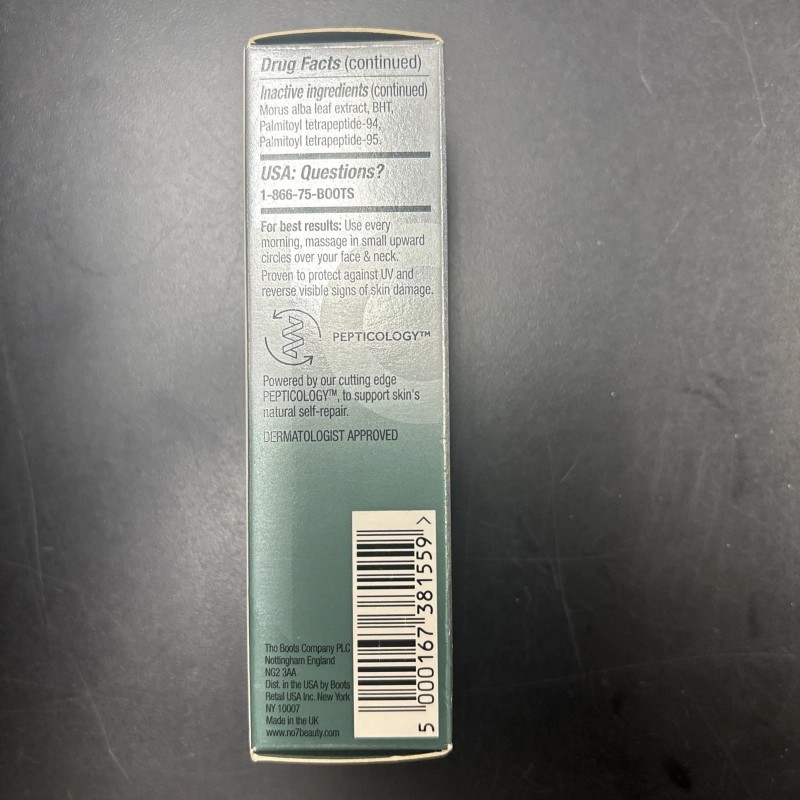 Drug Facts (continued)
Inactive ingredients (continued)
Morus alba leaf extract, BHT,
Palmitoyl tetrapeptide-94,
Palmitoyl tetrapeptide-95.
USA: Questions?
1-866-75-BOOTS
For best results: Use every
morning, massage in small upward
circles over your face & neck.
Proven to protect against UV and
reverse visible signs of skin damage.
PEPTICOLOGY™
Powered by our cutting edge
PEPTICOLOGY™, to support skin's
natural self-repair.
DERMATOLOGIST APPROVED
The Boots Company PLC
Nottingham England
NG2 3AA
Dist. in the USA by Boots
Retail USA Inc. New York
NY 10007
Made in the UK
www.no7beauty.com
5 000167 381559 >